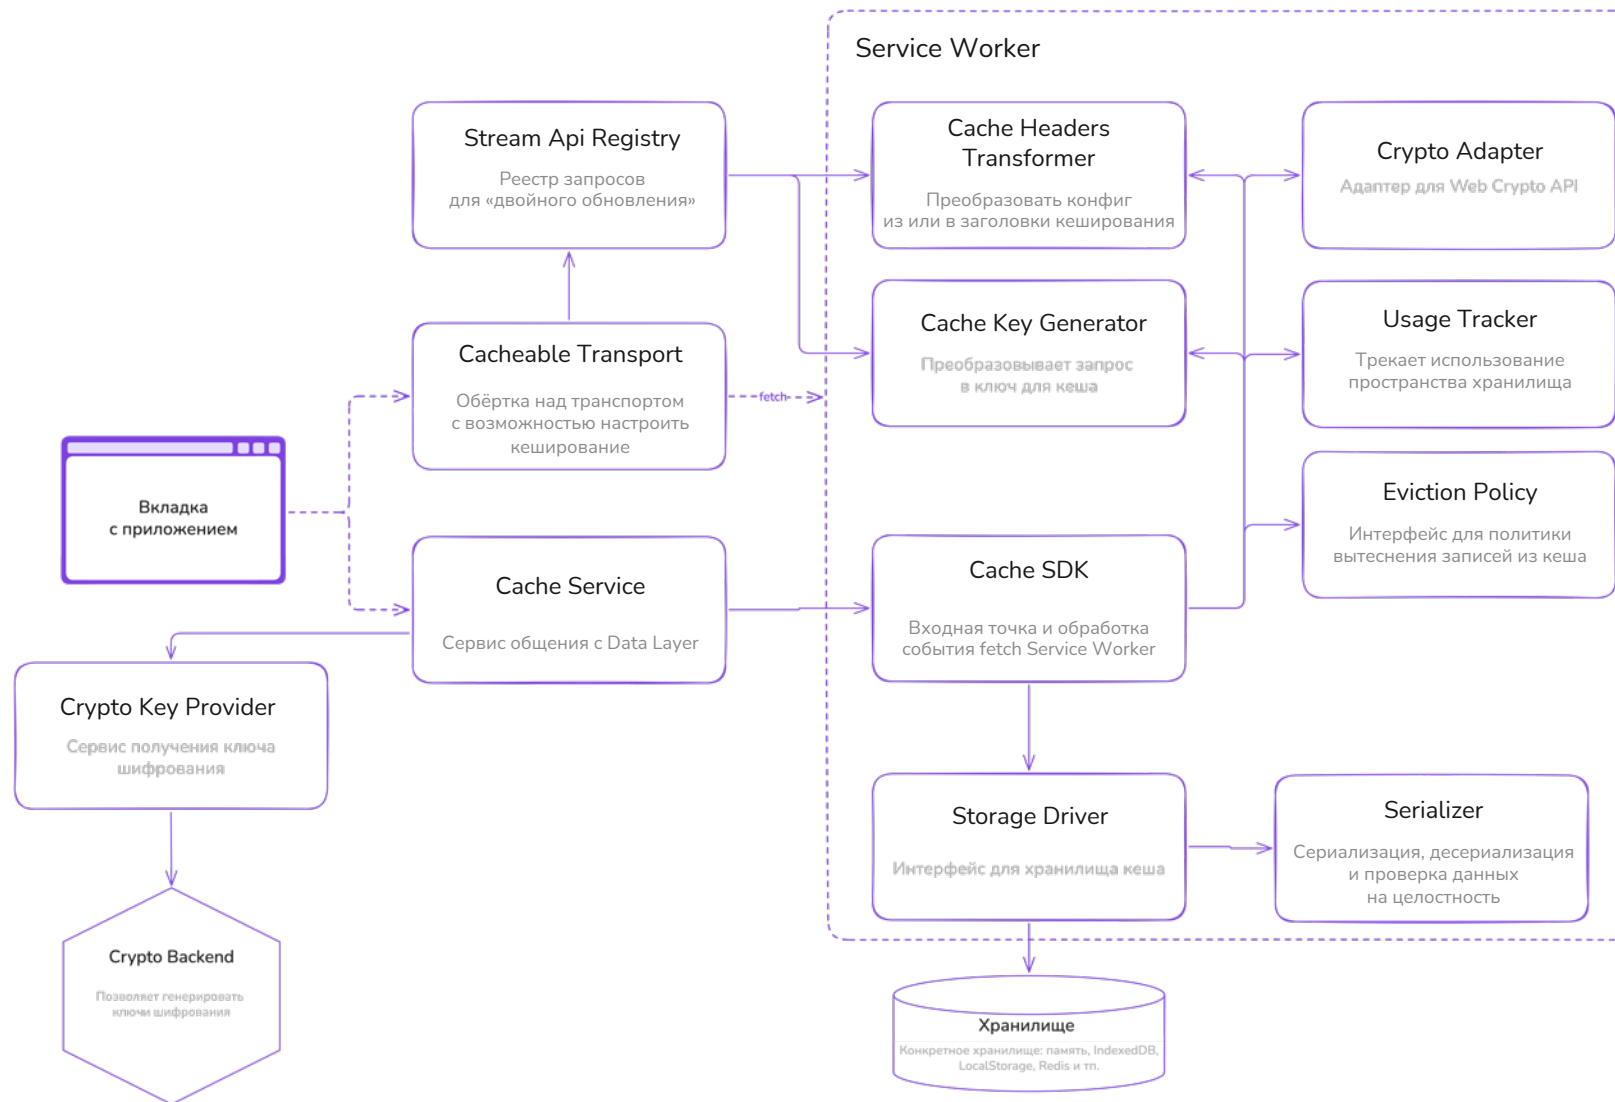 Service Worker
Stream Api Registry
Реестр запросов
для «двойного обновления»
Cache Headers
Transformer
Преобразовать конфиг
из или в заголовки кеширования
Crypto Adapter
Адаптер для Web Crypto API
Cacheable Transport
Обёртка над транспортом
с возможностью настроить
кеширование
fetch
Cache Key Generator
Преобразовывает запрос
в ключ для кеша
Usage Tracker
Трекает использование
пространства хранилища
Вкладка
с приложением
Eviction Policy
Интерфейс для политики
вытеснения записей из кеша
Cache Service
Сервис общения с Data Layer
Cache SDK
Входная точка и обработка
события fetch Service Worker
Crypto Key Provider
Сервис получения ключа
шифрования
Storage Driver
Интерфейс для хранилища кеша
Serializer
Сериализация, десериализация
и проверка данных
на целостность
Crypto Backend
Позволяет генерировать
ключи шифрования
Хранилище
Конкретное хранилище: память, IndexedDB,
LocalStorage, Redis и тп.